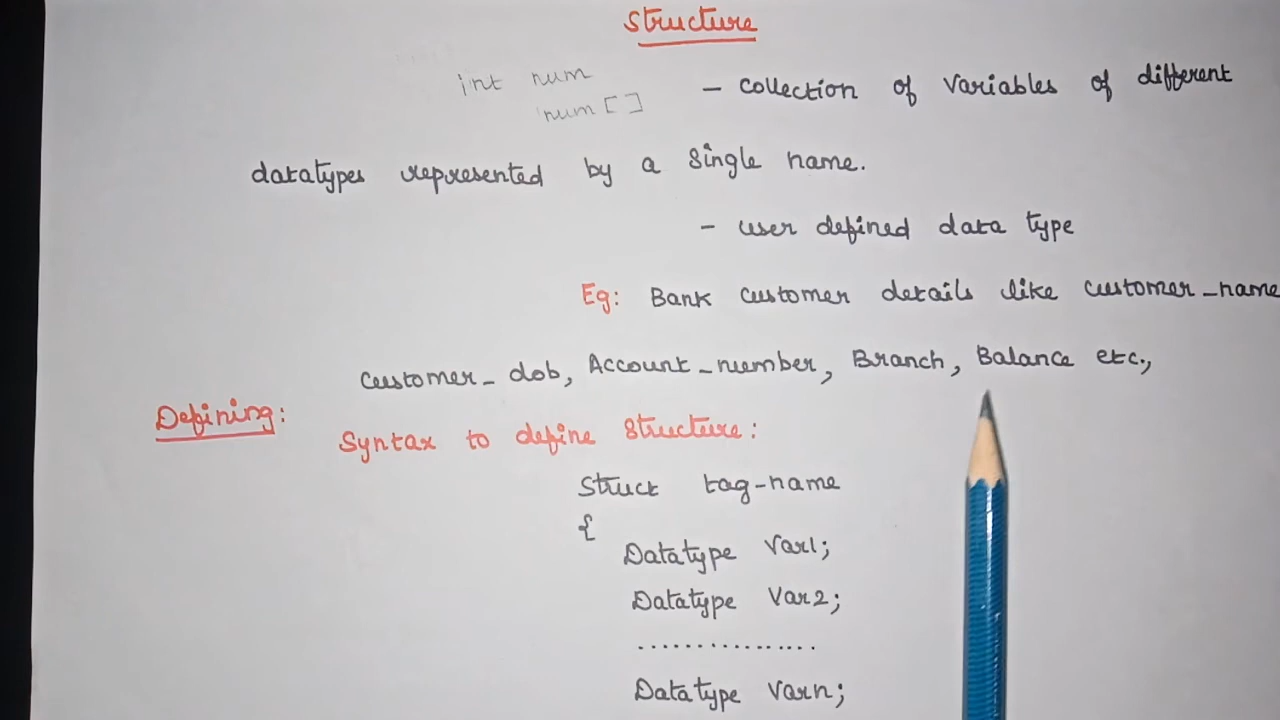 Structure
int num
num [ ]
- collection of variables of different
datatypes represented by a single name.
- user defined data type
Eg: Bank customer details like customer_name
customer_dob, Account_number, Branch, Balance etc.,
Defining:
Syntax to define structure:
Struct tag-name
{
Datatype Var1;
Datatype Var2;
...............
Datatype Varn;